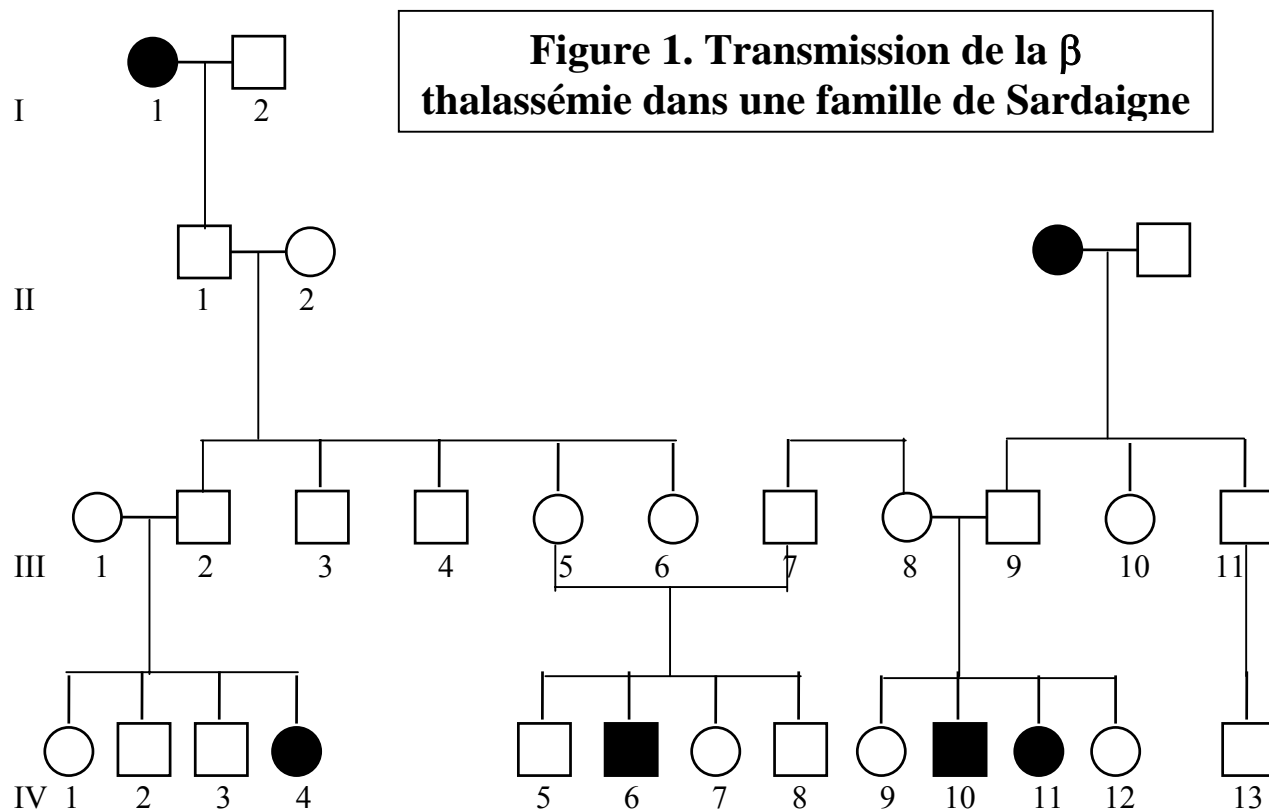 Figure 1. Transmission de la β
thalassémie dans une famille de Sardaigne
I
1 2
II
1 2
III
1 2 3 4 5 6 7 8 9 10 11
IV 1 2 3 4 5 6 7 8 9 10 11 12 13